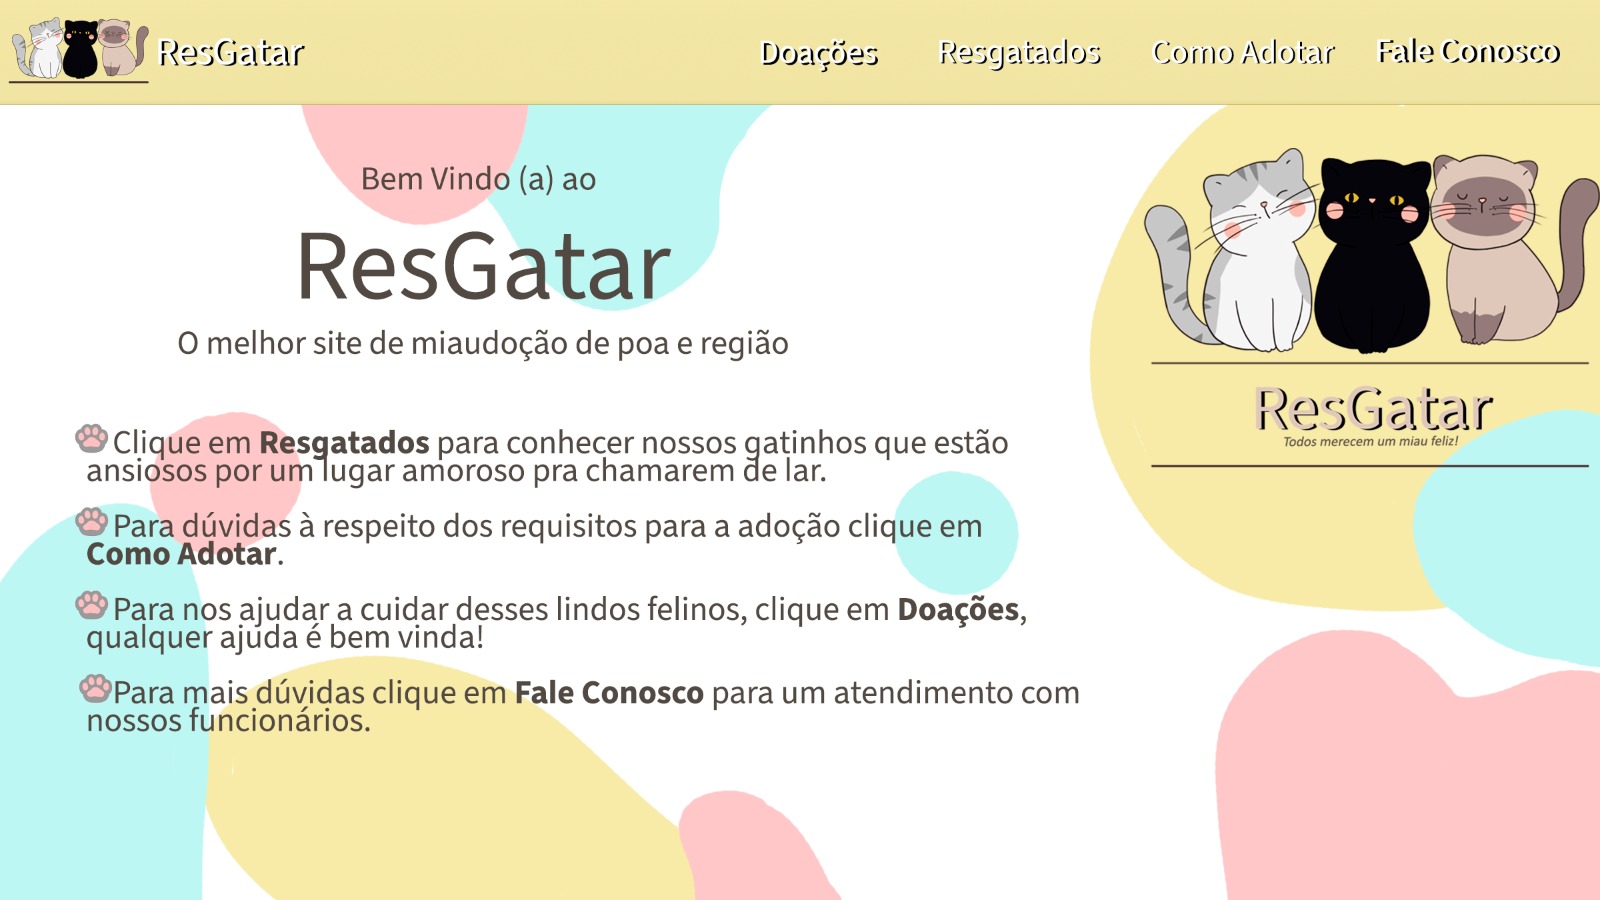 ResGatar
Doações
Resgatados
Como Adotar
Fale Conosco
Bem Vindo (a) ao
ResGatar
O melhor site de miaudoção de poa e região
Clique em Resgatados para conhecer nossos gatinhos que estão
ansiosos por um lugar amoroso pra chamarem de lar.
Para dúvidas à respeito dos requisitos para a adoção clique em
Como Adotar.
Para nos ajudar a cuidar desses lindos felinos, clique em Doações,
qualquer ajuda é bem vinda!
Para mais dúvidas clique em Fale Conosco para um atendimento com
nossos funcionários.
ResGatar
Todos merecem um miau feliz!